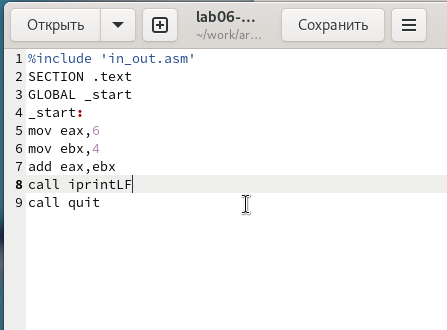 Открыть
lab06-...
~/work/ar...
Сохранить
1 %include 'in_out.asm'
2 SECTION .text
3 GLOBAL _start
4 _start:
5 mov eax,6
6 mov ebx,4
7 add eax,ebx
8 call iprintLF
9 call quit